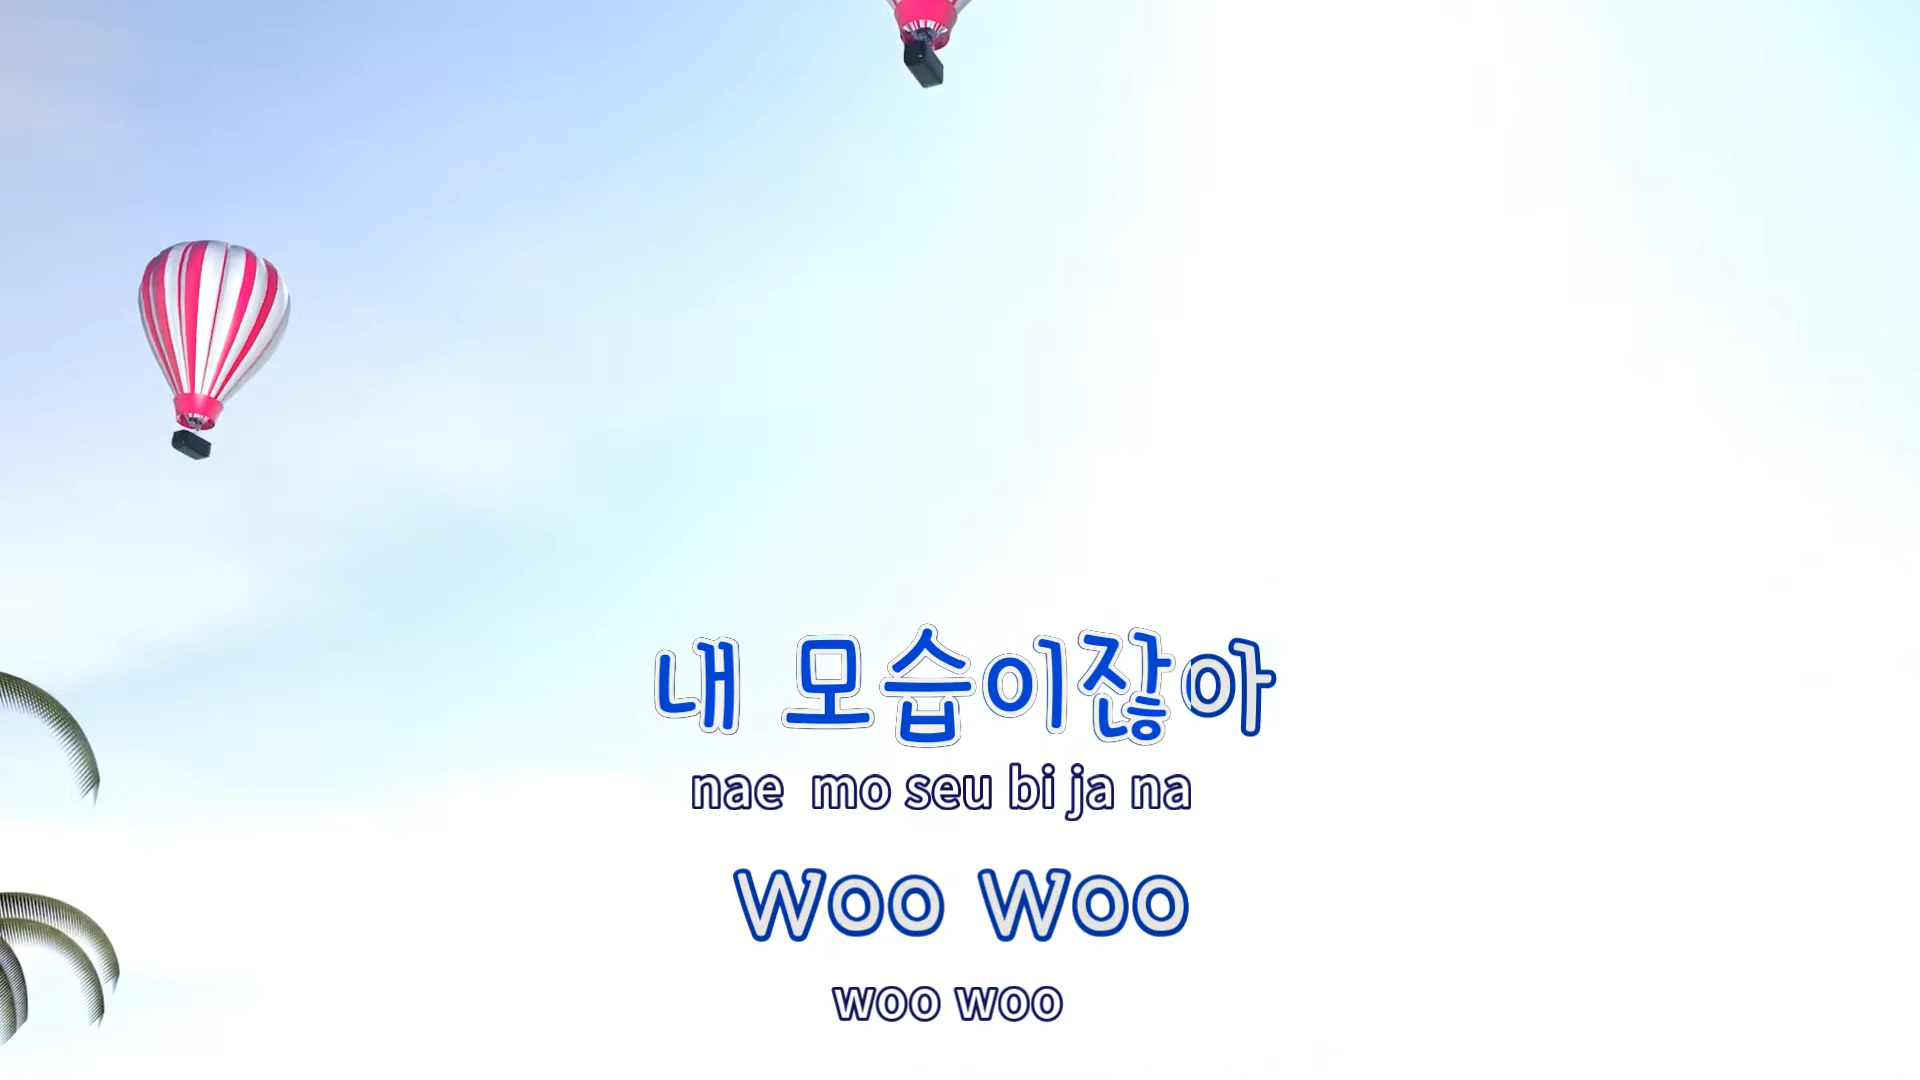 내 모습이잖아
nae mo seu bi ja na
Woo Woo
woo woo